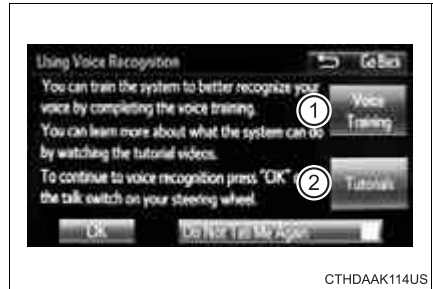 Using Voice Recognition
Go Back
You can train the system to better recognize your
voice by completing the voice training.
1
Voice
Training
You can learn more about what the system can do
by watching the tutorial videos.
To continue to voice recognition press "OK"
2
Tutorials
the talk switch on your steering wheel.
OK
Do Not Tell Me Again
CTHDAAK114US